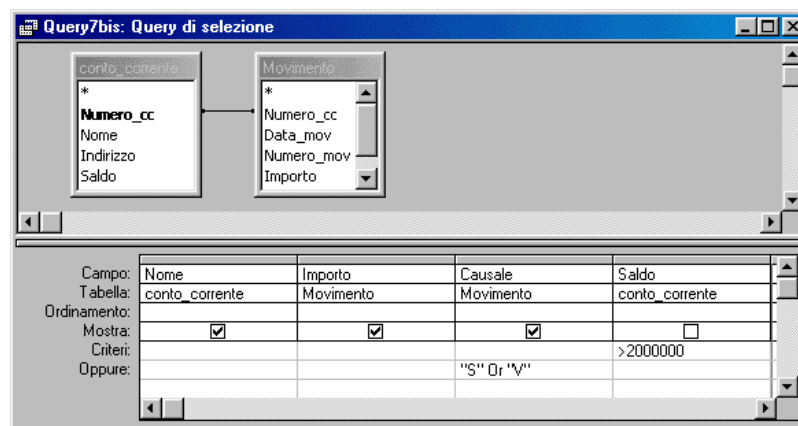 Query7bis: Query di selezione
conto_corrente
*
Numero_cc
Nome
Indirizzo
Saldo
Movimento
*
Numero_cc
Data_mov
Numero_mov
Importo
Campo: Nome Importo Causale Saldo
Tabella: conto_corrente Movimento Movimento conto_corrente
Ordinamento:
Mostra:
Criteri: >2000000
Oppure: "S" Or "V"